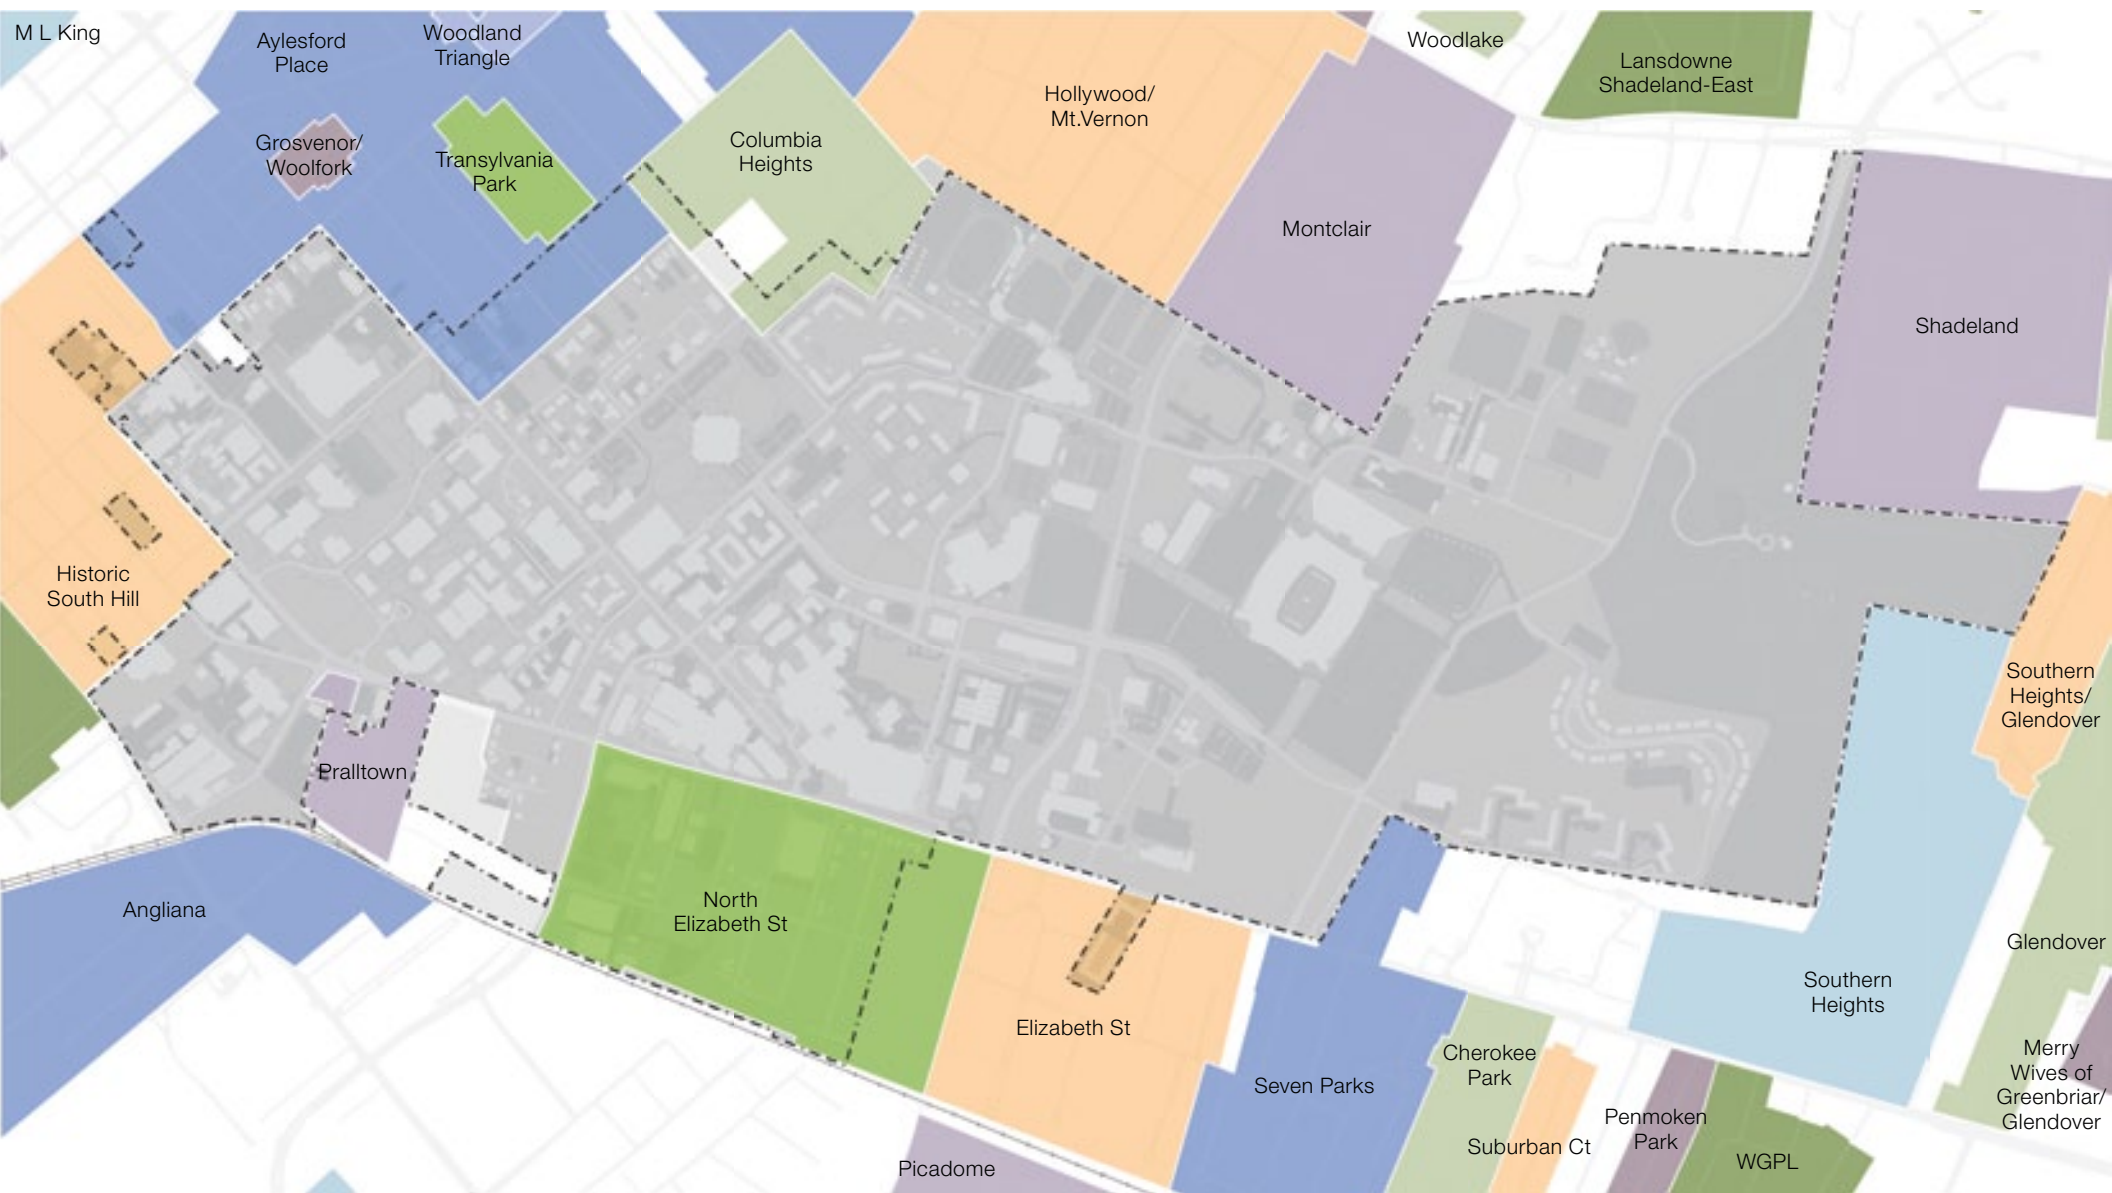 M L King
Aylesford
Place
Woodland
Triangle
Woodlake
Lansdowne
Shadeland-East
Hollywood/
Mt.Vernon
Grosvenor/
Woolfork
Transylvania
Park
Columbia
Heights
Montclair
Shadeland
Historic
South Hill
Southern
Heights/
Glendover
Pralltown
Angliana
North
Elizabeth St
Glendover
Southern
Heights
Elizabeth St
Cherokee
Park
Seven Parks
Merry
Wives of
Greenbriar/
Glendover
Suburban Ct
Penmoken
Park
WGPL
Picadome